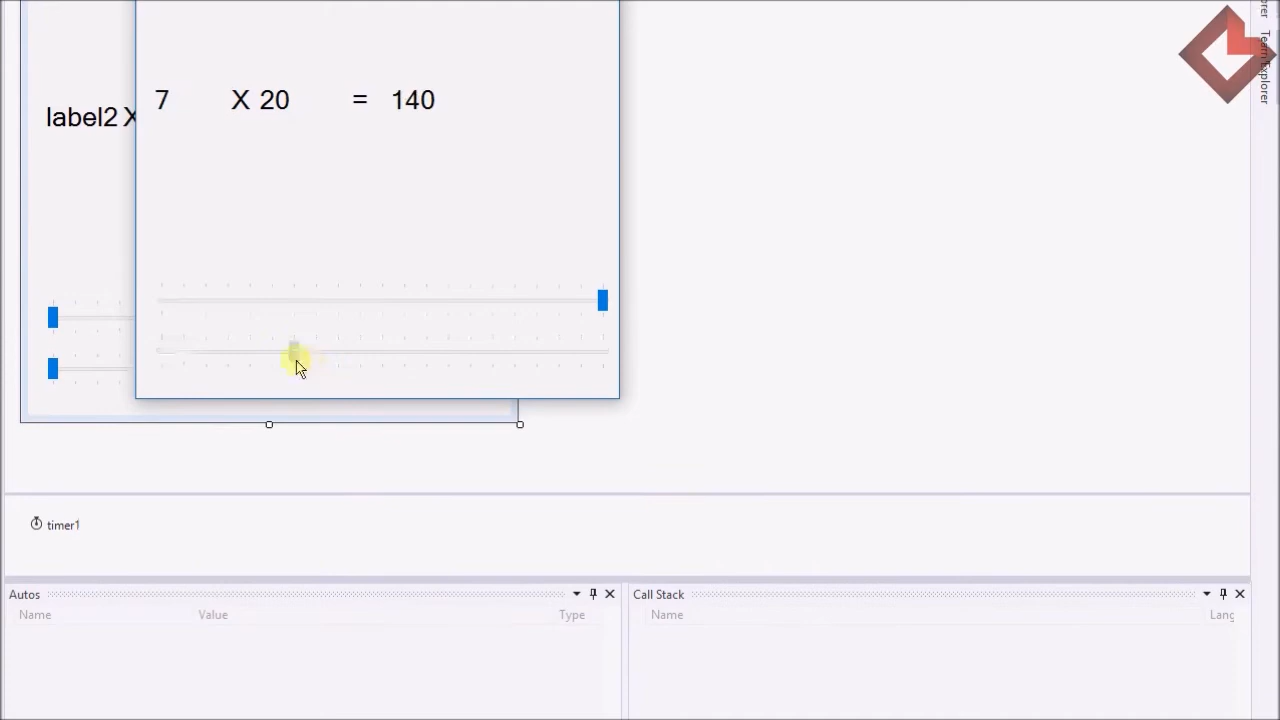 7 X 20 = 140
label2 X
Team Explorer
timer1
Autos
Name Value Type
Call Stack
Name Lang